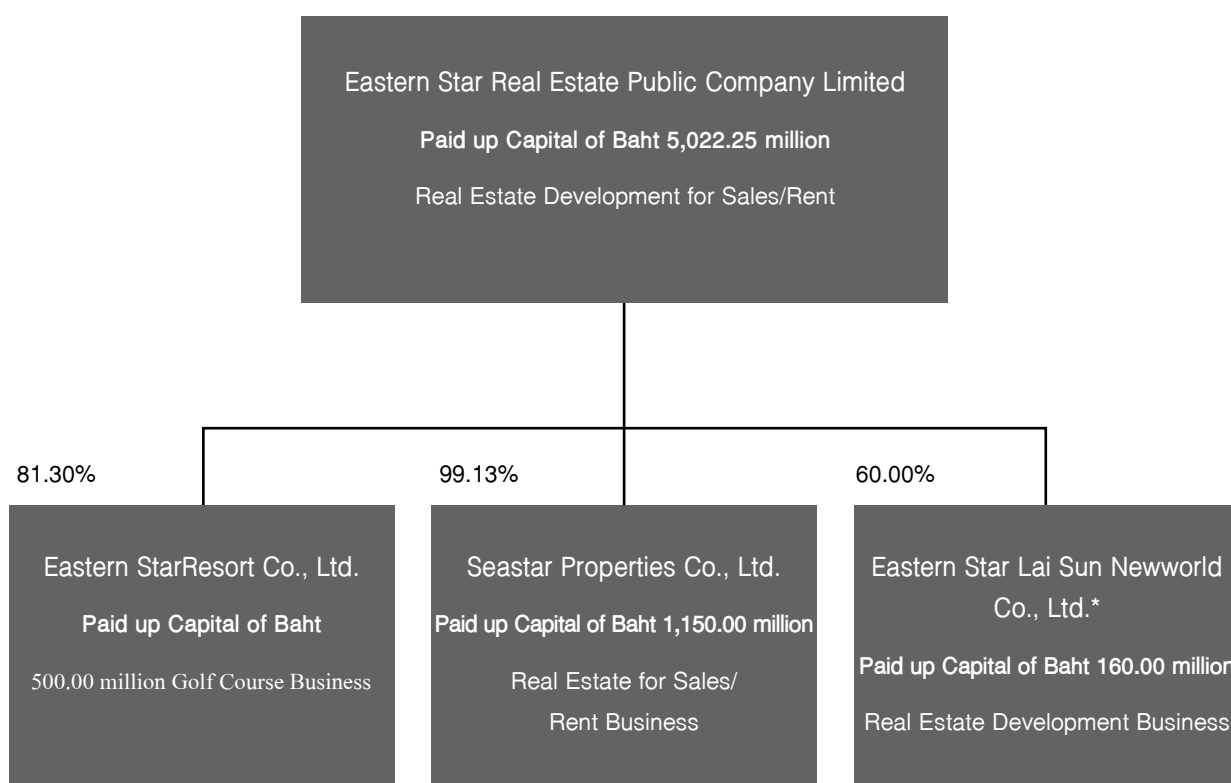 Eastern Star Real Estate Public Company Limited
Paid up Capital of Baht 5,022.25 million
Real Estate Development for Sales/Rent
81.30%
99.13%
60.00%
Eastern StarResort Co., Ltd.
Paid up Capital of Baht
500.00 million Golf Course Business
Seastar Properties Co., Ltd.
Paid up Capital of Baht 1,150.00 million
Real Estate for Sales/
Rent Business
Eastern Star Lai Sun Newworld
Co., Ltd.*
Paid up Capital of Baht 160.00 million
Real Estate Development Business